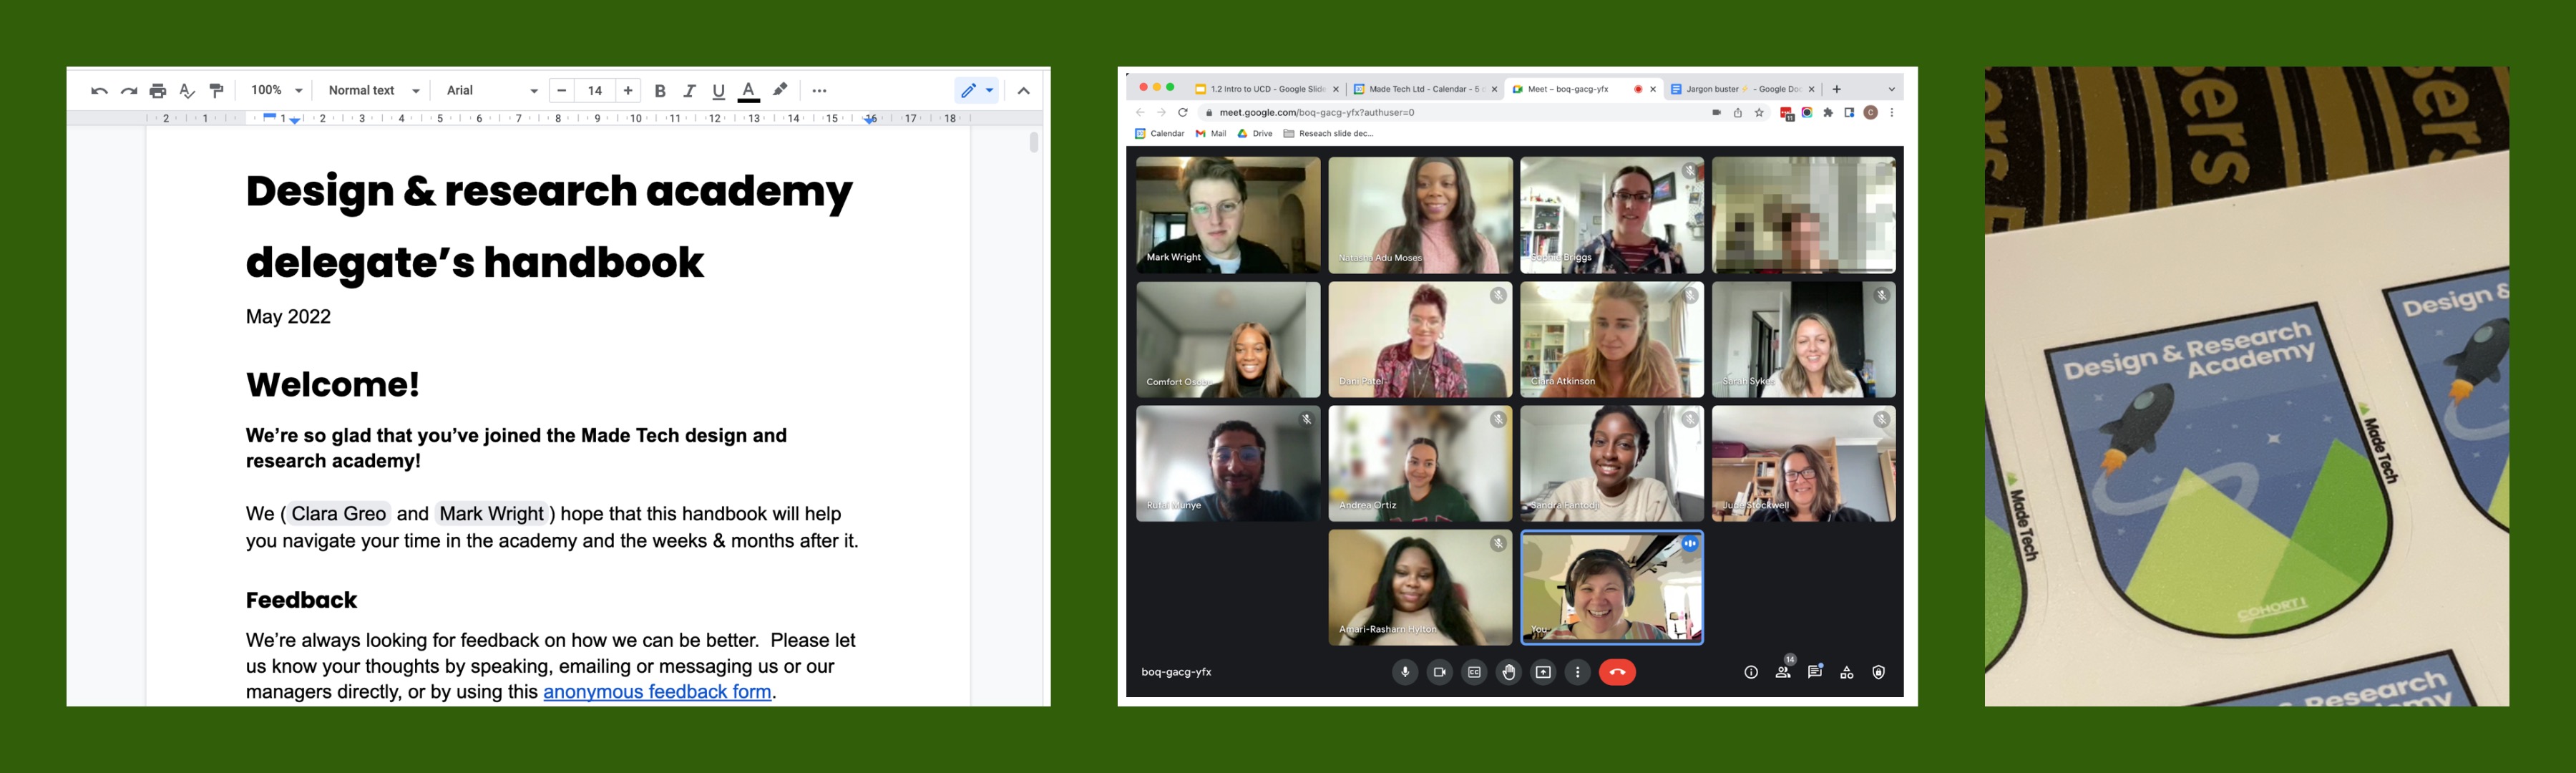 100%
Normal text
Arial
14
B I U A
2 1 1 2 3 4 5 6 7 8 9 10 11 12 13 14 15 16 17 18
Design & research academy
delegate’s handbook
May 2022
Welcome!
We’re so glad that you’ve joined the Made Tech design and
research academy!
We ( Clara Greo and Mark Wright ) hope that this handbook will help
you navigate your time in the academy and the weeks & months after it.
Feedback
We’re always looking for feedback on how we can be better. Please let
us know your thoughts by speaking, emailing or messaging us or our
managers directly, or by using this anonymous feedback form.
1.2 Intro to UCD - Google Slide
Made Tech Ltd - Calendar - 5
Meet – boq-gacg-yfx
Jargon buster⚡ - Google Doc
meet.google.com/boq-gacg-yfx?authuser=0
C
Calendar
Mail
Drive
Reseach slide dec...
Mark Wright
Natasha Adu Moses
Briggs
Comfort
Dani Patel
Clara Atkinson
Sarah Sykes
Andrea Ortiz
Sandra Fantodji
Stockwell
Amari-Rasharn Hylton
You
boq-gacg-yfx
CC
14
sers
ers
Design & Research
Academy
Made Tech
COHORT 1
Made Tech
Design &
Research